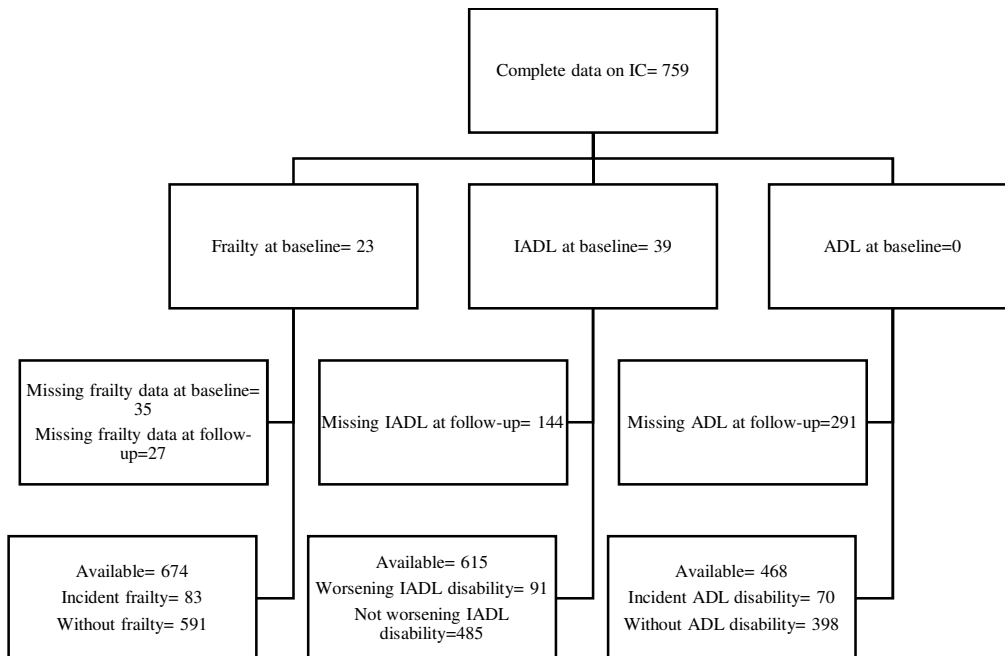 Complete data on IC= 759
Frailty at baseline= 23
IADL at baseline= 39
ADL at baseline=0
Missing frailty data at baseline=
35
Missing frailty data at follow-
up=27
Missing IADL at follow-up= 144
Missing ADL at follow-up=291
Available= 674
Incident frailty= 83
Without frailty= 591
Available= 615
Worsening IADL disability= 91
Not worsening IADL
disability=485
Available= 468
Incident ADL disability= 70
Without ADL disability= 398